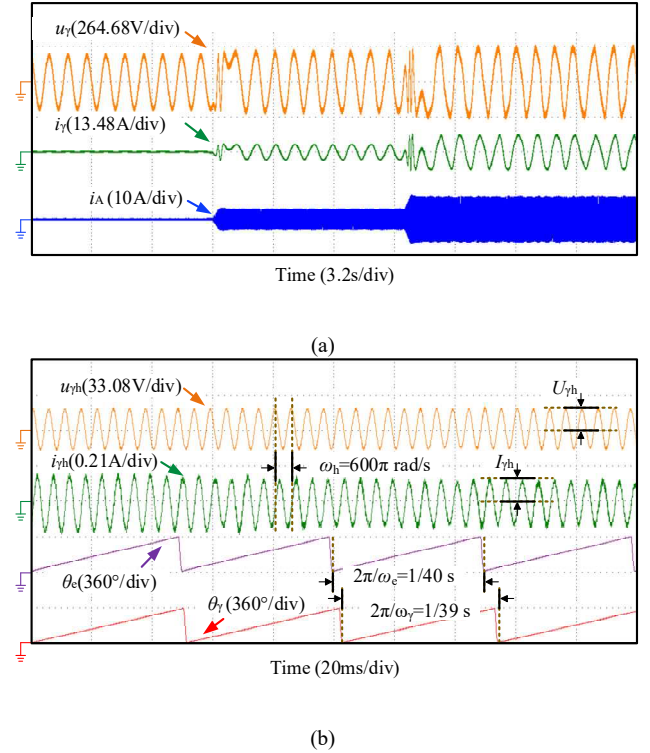 uγ(264.68V/div)
iγ(13.48A/div)
iA (10A/div)
Time (3.2s/div)
(a)
uγh(33.08V/div)
Uγh
iγh(0.21A/div)
ωh=600π rad/s
Iγh
θe(360°/div)
2π/ωe=1/40 s
θγ (360°/div)
2π/ωγ=1/39 s
Time (20ms/div)
(b)